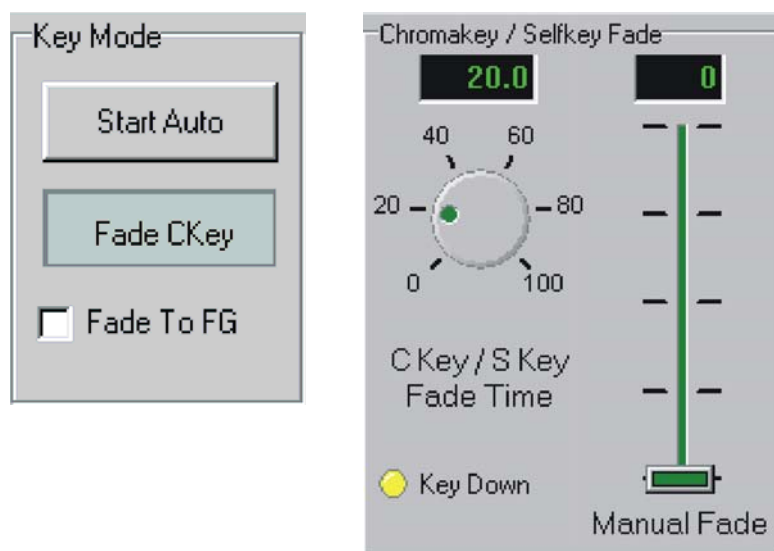 Key Mode
Start Auto
Fade CKey
Fade To FG
Chromakey / Selfkey Fade
20.0
0
40 60
20 80
0 100
C Key / S Key
Fade Time
Key Down
Manual Fade